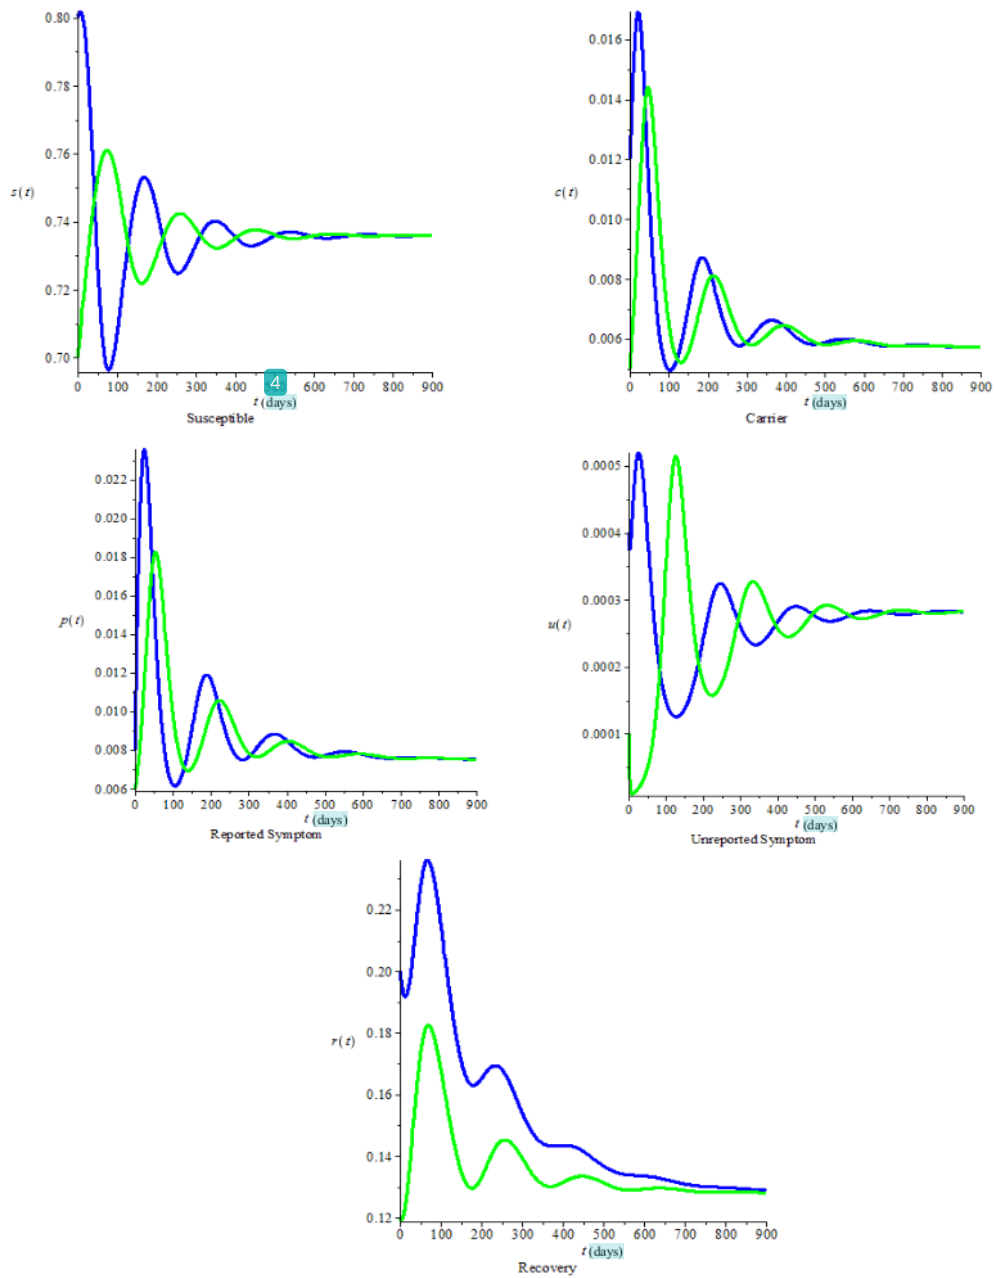 0.80
0.78
0.76
s(t)
0.74
0.72
0.70
0 100 200 300 400 500 600 700 800 900
4
t (days)
Susceptible
0.016
0.014
0.012
c(t)
0.010
0.008
0.006
0 100 200 300 400 500 600 700 800 900
t (days)
Carrier
0.022
0.020
0.018
0.016
p(t)
0.014
0.012
0.010
0.008
0.006
0 100 200 300 400 500 600 700 800 900
t (days)
Reported Symptom
0.0005
0.0004
0.0003
u(t)
0.0002
0.0001
0 100 200 300 400 500 600 700 800 900
t (days)
Unreported Symptom
0.22
0.20
0.18
r(t)
0.16
0.14
0.12
0 100 200 300 400 500 600 700 800 900
t (days)
Recovery